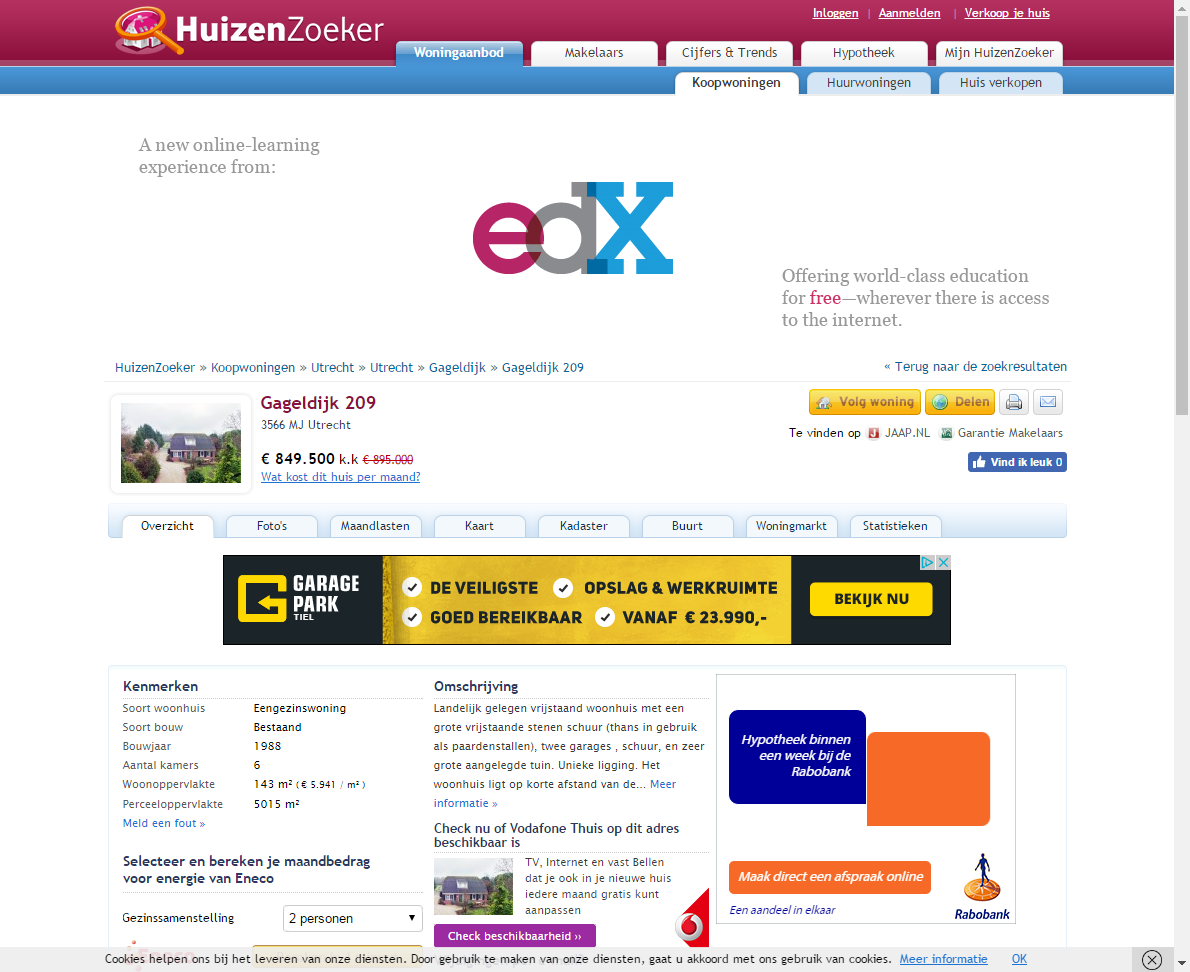 Inloggen | Aanmelden | Verkoop je huis
HuizenZoeker
Woningaanbod Makelaars Cijfers & Trends Hypotheek Mijn HuizenZoeker
Koopwoningen Huurwoningen Huis verkopen
A new online-learning
experience from:
edX
Offering world-class education
for free—wherever there is access
to the internet.
HuizenZoeker » Koopwoningen » Utrecht » Utrecht » Gageldijk » Gageldijk 209
« Terug naar de zoekresultaten
Gageldijk 209
3566 MJ Utrecht
€ 849.500 k.k € 895.000
Wat kost dit huis per maand?
Volg woning Delen
Te vinden op JAAP.NL Garantie Makelaars
Vind ik leuk 0
Overzicht Foto's Maandlasten Kaart Kadaster Buurt Woningmarkt Statistieken
GARAGE
PARK
TIEL
DE VEILIGSTE OPSLAG & WERKRUIMTE
GOED BEREIKBAAR VANAF € 23.990,-
BEKIJK NU
Kenmerken
Soort woonhuis Eengezinswoning
Soort bouw Bestaand
Bouwjaar 1988
Aantal kamers 6
Woonoppervlakte 143 m² ( € 5.941 / m² )
Perceeloppervlakte 5015 m²
Meld een fout »
Selecteer en bereken je maandbedrag
voor energie van Eneco
Gezinssamenstelling 2 personen
Omschrijving
Landelijk gelegen vrijstaand woonhuis met een
grote vrijstaande stenen schuur (thans in gebruik
als paardenstallen), twee garages , schuur, en zeer
grote aangelegde tuin. Unieke ligging. Het
woonhuis ligt op korte afstand van de... Meer
informatie »
Check nu of Vodafone Thuis op dit adres
beschikbaar is
TV, Internet en vast Bellen
dat je ook in je nieuwe huis
iedere maand gratis kunt
aanpassen
Check beschikbaarheid ››
Hypotheek binnen
een week bij de
Rabobank
Maak direct een afspraak online
Een aandeel in elkaar
Rabobank
Cookies helpen ons bij het leveren van onze diensten. Door gebruik te maken van onze diensten, gaat u akkoord met ons gebruik van cookies. Meer informatie OK